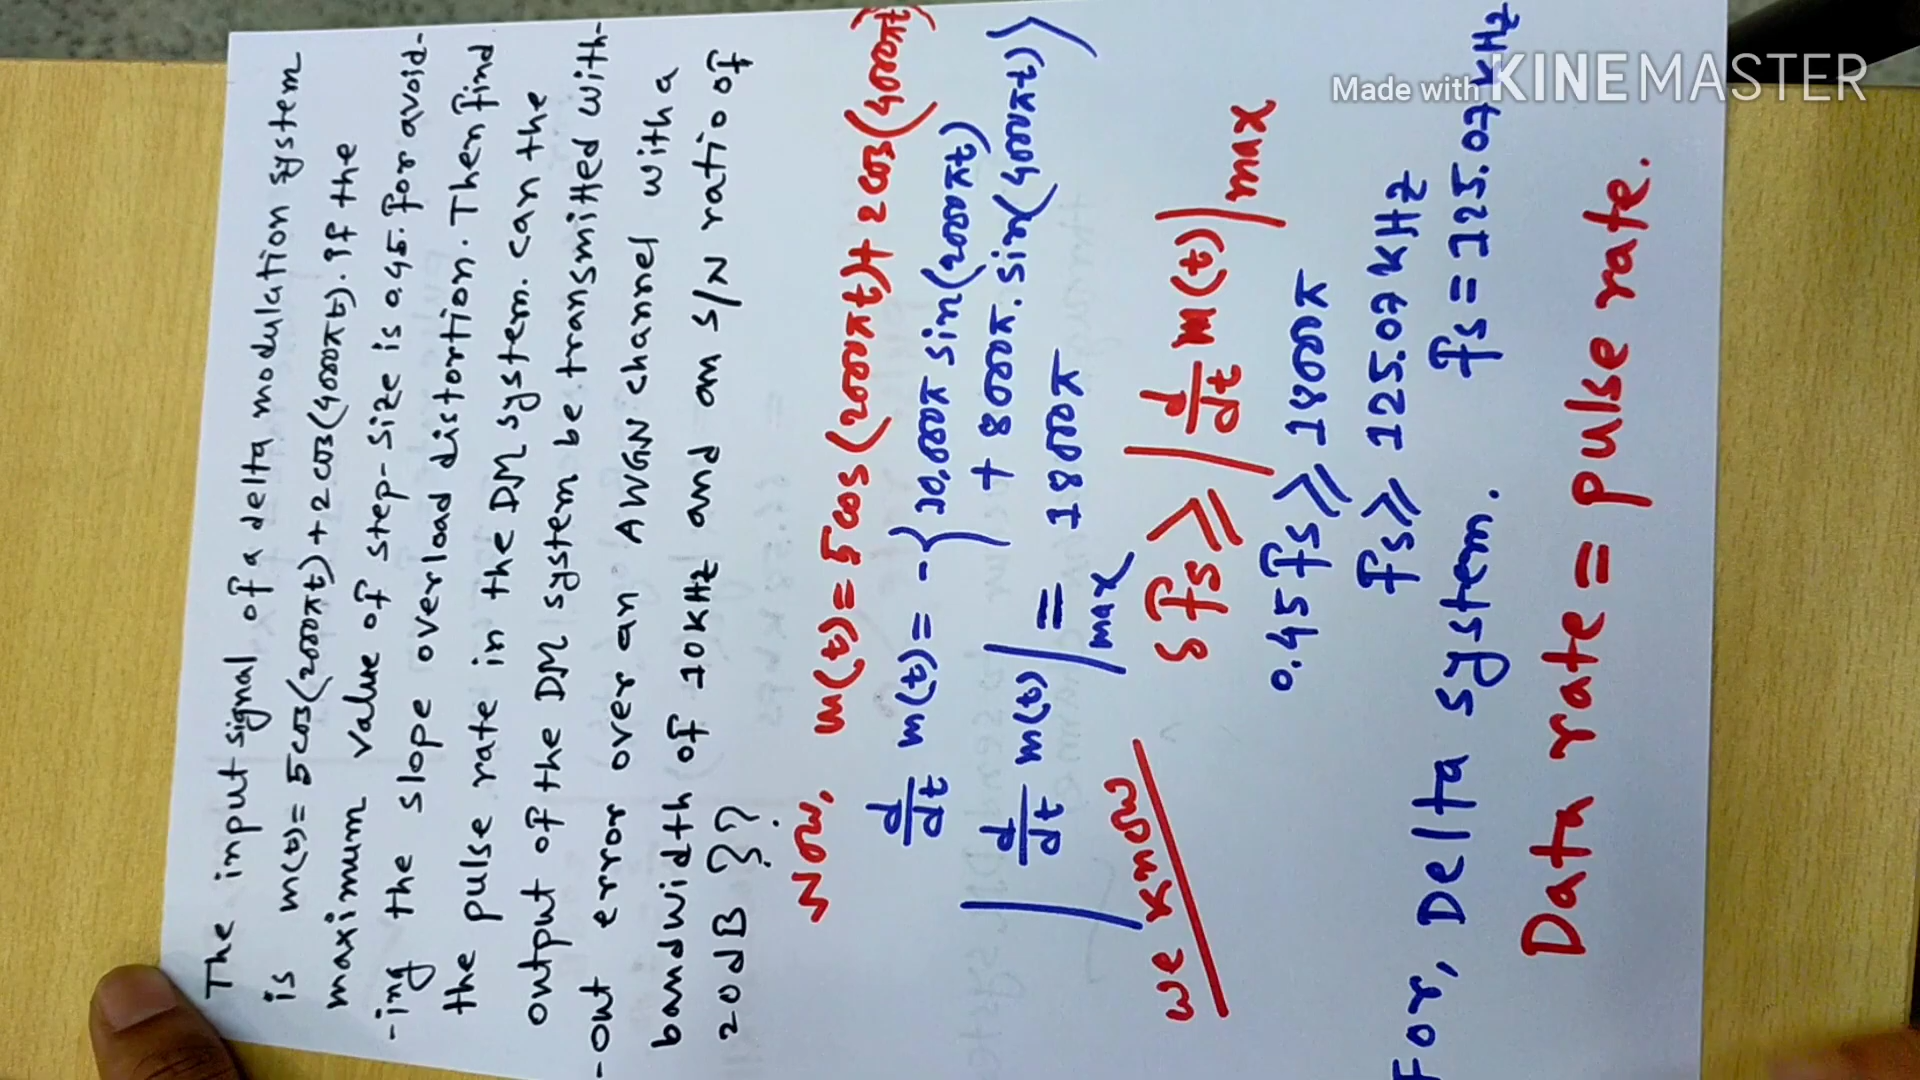 The input signal of a delta modulation system
is m(t)= 5cos(2000πt)+2cos(4000πt). If the
maximum value of step-size is 0.45. For avoid-
-ing the slope overload distortion. Then find
the pulse rate in the DM system. can the
output of the DM system be transmitted with-
-out error over an AWGN channel with a
bandwidth of 10KHz and an S/N ratio of
20dB??
Now, m(t)=5cos(2000πt)+2cos(4000πt)
d/dt m(t)= -{10,000π sin(2000πt)
+ 8000π.sin(4000πt)}
|d/dt m(t)|max = 18000π
we know
δfs ⩾ |d/dt m(t)|max
0.45fs ⩾ 18000π
fs ⩾ 125.07KHz
For, Delta system. fs = 125.07KHz
Data rate = pulse rate.
Made with KINEMASTER